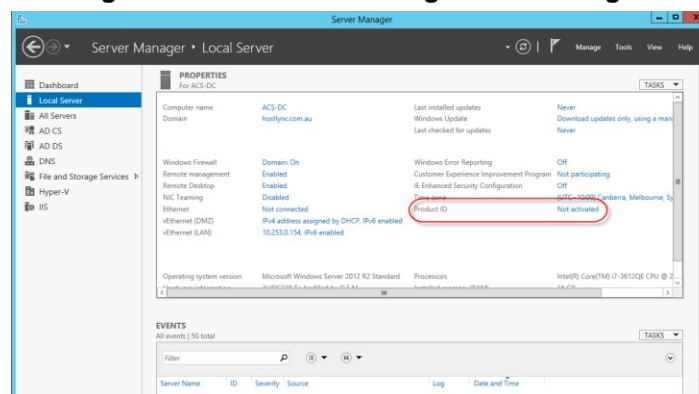 Server Manager
Server Manager • Local Server
Manage Tools View Help
Dashboard
Local Server
All Servers
AD CS
AD DS
DNS
File and Storage Services
Hyper-V
IIS
PROPERTIES
For ACS-DC
TASKS
Computer name ACS-DC
Domain hostlync.com.au
Last installed updates Never
Windows Update Download updates only, using a
Last checked for updates Never
Windows Firewall Domain: On
Remote management Enabled
Remote Desktop Enabled
NIC Teaming Disabled
Ethernet Not connected
vEthernet (DMZ) IPv4 address assigned by DHCP, IPv6 enabled
vEthernet (LAN) 10.253.0.154, IPv6 enabled
Windows Error Reporting Off
Customer Experience Improvement Program Not participating
IE Enhanced Security Configuration Off
Time zone (UTC+10:00) Canberra, Melbourne,
Product ID Not activated
Operating system version Microsoft Windows Server 2012 R2 Standard
Processors Intel(R) Core(TM) i7-3612QE CPU @
EVENTS
All events | 50 total
TASKS
Filter
Server Name ID Severity Source Log Date and Time